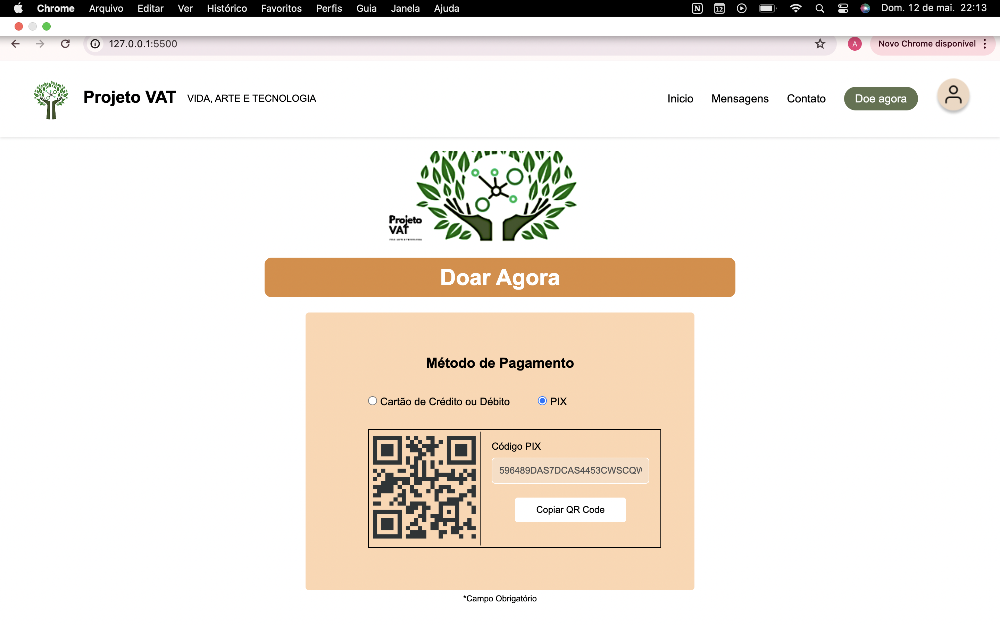 Chrome Arquivo Editar Ver Histórico Favoritos Perfis Guia Janela Ajuda N 12 Dom. 12 de mai. 22:13
127.0.0.1:5500 A Novo Chrome disponível
Projeto VAT VIDA, ARTE E TECNOLOGIA Inicio Mensagens Contato Doe agora
Projeto
VAT
Doar Agora
Método de Pagamento
Cartão de Crédito ou Débito PIX
Código PIX
596489DAS7DCAS4453CWSCQW
Copiar QR Code
*Campo Obrigatório